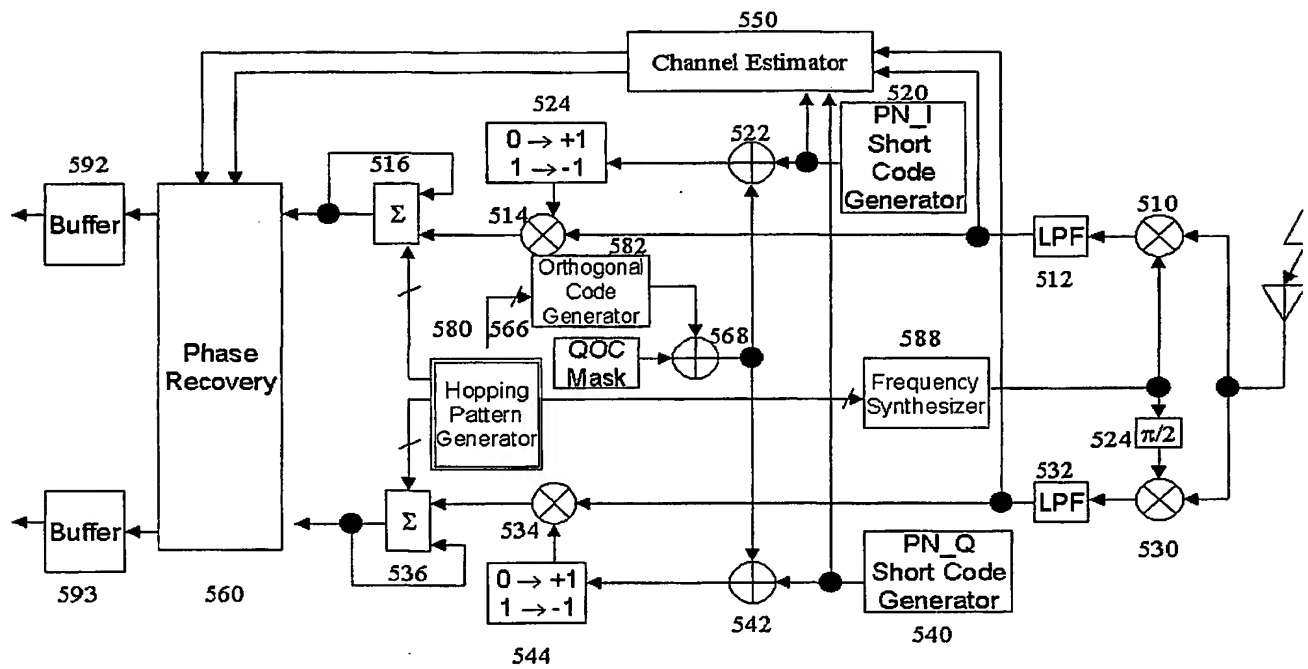 550
Channel Estimator
520
PN_I
Short
Code
Generator
524
0 → +1
1 → -1
522
516
592
Buffer
Σ
514
582
510
LPF
512
Orthogonal
Code
Generator
580
566
568
588
QOC
Mask
Phase
Recovery
Hopping
Pattern
Generator
Frequency
Synthesizer
524
π/2
532
LPF
530
Buffer
593
560
Σ
536
534
0 → +1
1 → -1
544
542
PN_Q
Short Code
Generator
540